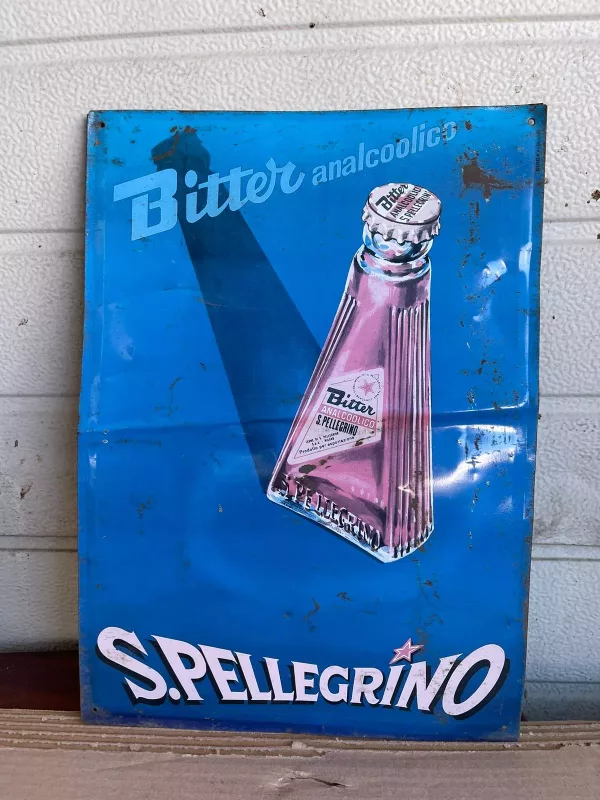 Bitter analcoolico
Bitter
ANALCOOLICO
S.PELLEGRINO
Bitter
ANALCOOLICO
S.PELLEGRINO
S.PELLEGRINO
S.PELLEGRINO